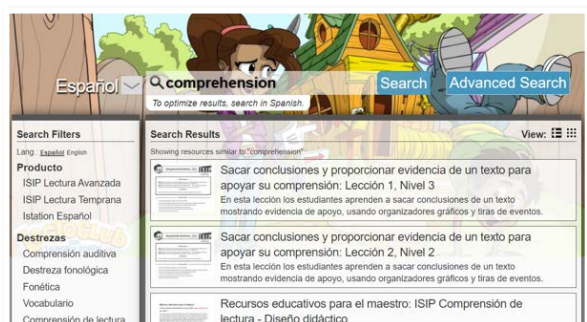 Español
comprehension
Search
Advanced Search
To optimize results, search in Spanish.
Search Filters
Lang.: Español English
Producto
ISIP Lectura Avanzada
ISIP Lectura Temprana
Istation Español
Destrezas
Comprensión auditiva
Destreza fonológica
Fonética
Vocabulario
Comprensión de lectura
Search Results
View:
Showing resources similar to "comprehension"
Sacar conclusiones y proporcionar evidencia de un texto para
apoyar su comprensión: Lección 1, Nivel 3
En esta lección los estudiantes aprenden a sacar conclusiones de un texto
mostrando evidencia de apoyo, usando organizadores gráficos y tiras de eventos.
Sacar conclusiones y proporcionar evidencia de un texto para
apoyar su comprensión: Lección 2, Nivel 2
En esta lección los estudiantes aprenden a sacar conclusiones de un texto
mostrando evidencia de apoyo, usando organizadores gráficos y tiras de eventos.
Recursos educativos para el maestro: ISIP Comprensión de
lectura - Diseño didáctico